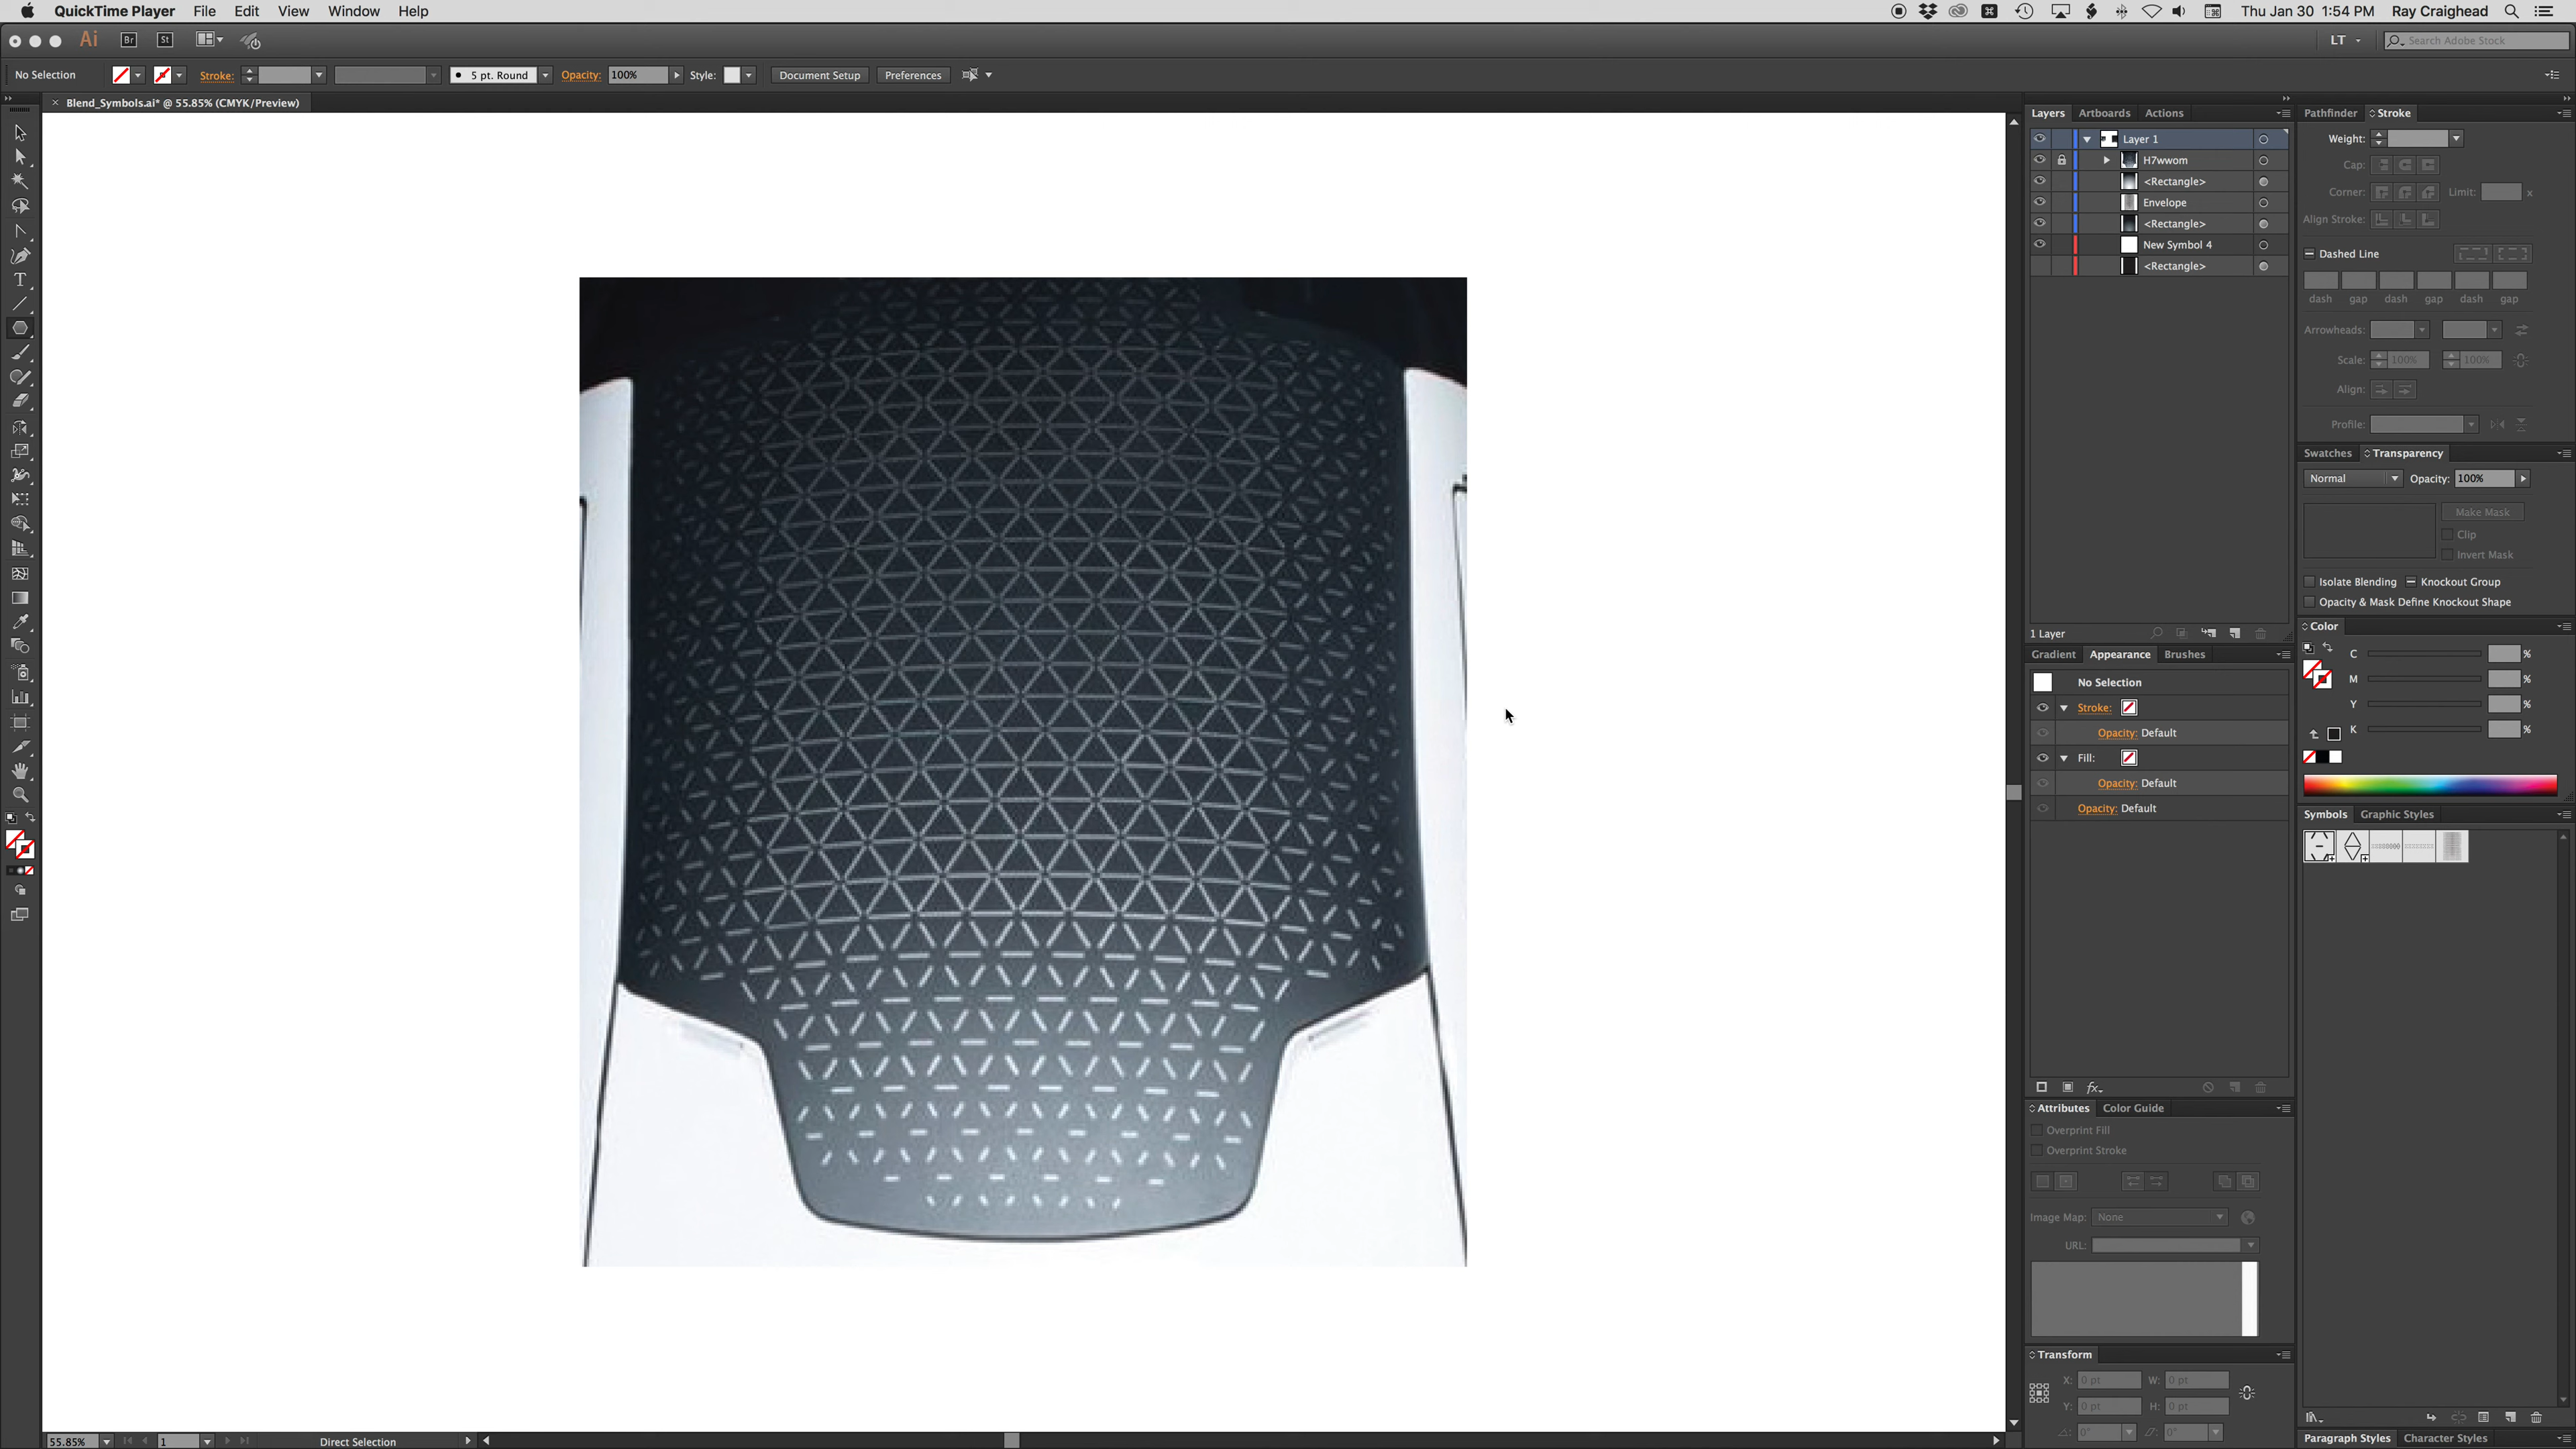 QuickTime Player File Edit View Window Help Thu Jan 30 1:54 PM Ray Craighead
Ai Br St LT Search Adobe Stock
No Selection Stroke: 5 pt. Round Opacity: 100% Style: Document Setup Preferences
× Blend_Symbols.ai* @ 55.85% (CMYK/Preview)
Layers Artboards Actions
Layer 1
H7wwom
<Rectangle>
Envelope
<Rectangle>
New Symbol 4
<Rectangle>
1 Layer
Gradient Appearance Brushes
No Selection
Stroke:
Opacity: Default
Fill:
Opacity: Default
Opacity: Default
fx
Attributes Color Guide
Overprint Fill
Overprint Stroke
Image Map: None
URL:
Transform
X: 0 pt W: 0 pt
Y: 0 pt H: 0 pt
0° 0°
Pathfinder Stroke
Weight:
Cap:
Corner: Limit: x
Align Stroke:
Dashed Line
dash gap dash gap dash gap
Arrowheads:
Scale: 100% 100%
Align:
Profile:
Swatches Transparency
Normal Opacity: 100%
Make Mask
Clip
Invert Mask
Isolate Blending Knockout Group
Opacity & Mask Define Knockout Shape
Color
C %
M %
Y %
K %
Symbols Graphic Styles
Paragraph Styles Character Styles
55.85% 1 Direct Selection